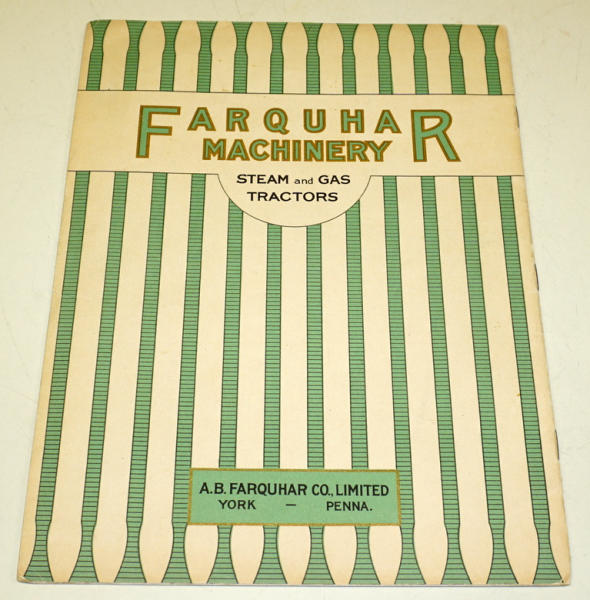 FARQUHAR
MACHINERY
STEAM and GAS
TRACTORS
A.B. FARQUHAR CO., LIMITED
YORK — PENNA.